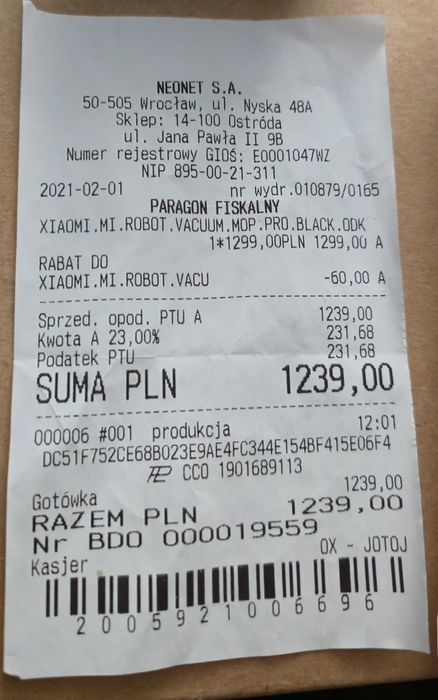 NEONET S.A.
50-505 Wrocław, ul. Nyska 48A
Sklep: 14-100 Ostróda
ul. Jana Pawła II 9B
Numer rejestrowy GIOŚ: E0001047WZ
NIP 895-00-21-311
2021-02-01 nr wydr.010879/0165
PARAGON FISKALNY
XIAOMI.MI.ROBOT.VACUUM.MOP.PRO.BLACK.ODK
1*1299,00PLN 1299,00 A
RABAT DO
XIAOMI.MI.ROBOT.VACU -60,00 A
Sprzed. opod. PTU A 1239,00
Kwota A 23,00% 231,68
Podatek PTU 231,68
SUMA PLN 1239,00
000006 #001 produkcja 12:01
DC51F752CE68B023E9AE4FC344E154BF415E06F4
CCO 1901689113
Gotówka 1239,00
RAZEM PLN 1239,00
Nr BDO 000019559
Kasjer OX - JOTOJ
2005921006696